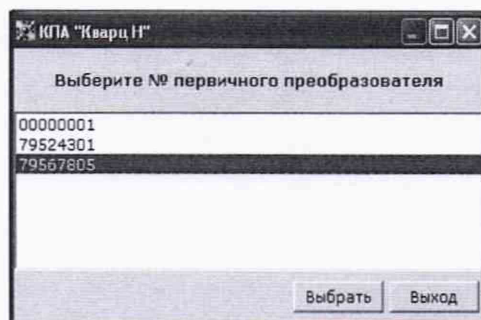 КПА "Кварц Н"
Выберите № первичного преобразователя
00000001
79524301
79567805
Выбрать
Выход